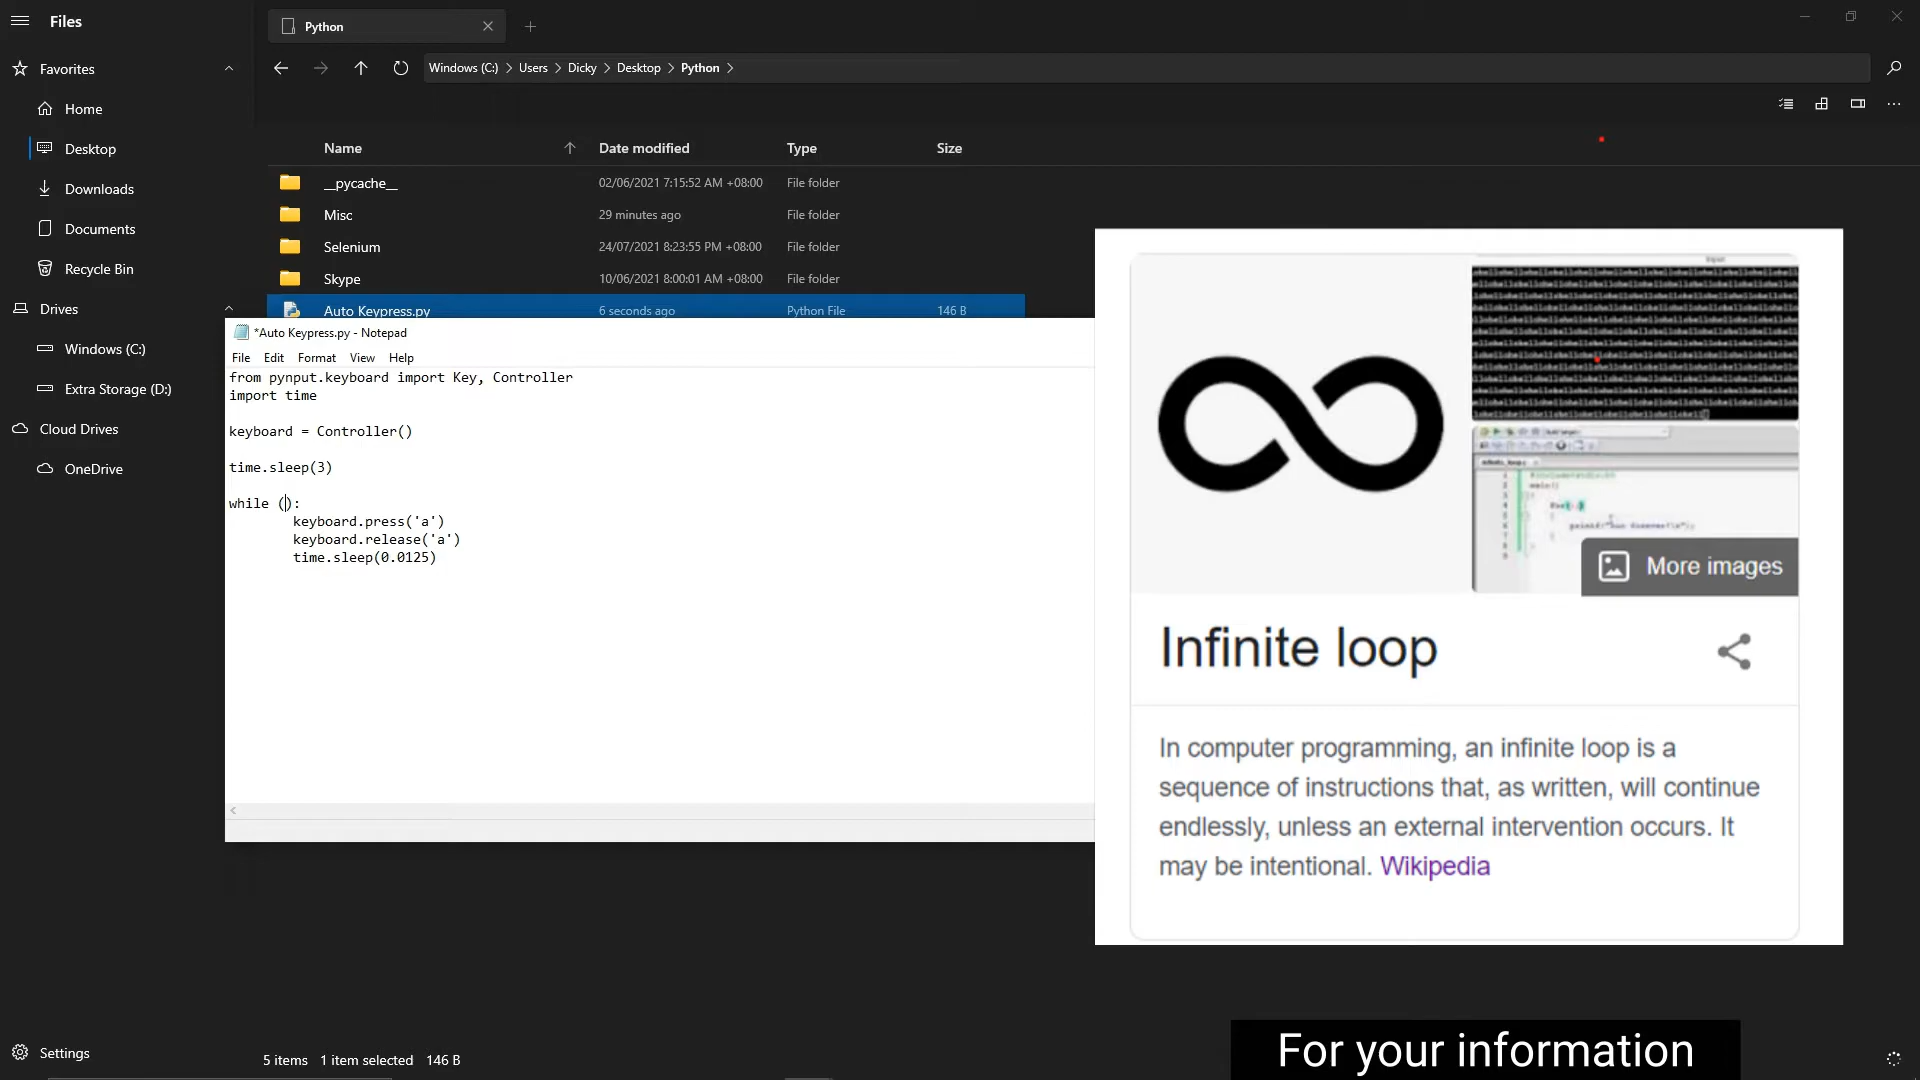 Files
Python
Favorites
Windows (C:) > Users > Dicky > Desktop > Python >
Home
Desktop
Downloads
Documents
Recycle Bin
Drives
Windows (C:)
Extra Storage (D:)
Cloud Drives
OneDrive
Name Date modified Type Size
__pycache__ 02/06/2021 7:15:52 AM +08:00 File folder
Misc 29 minutes ago File folder
Selenium 24/07/2021 8:23:55 PM +08:00 File folder
Skype 10/06/2021 8:00:01 AM +08:00 File folder
Auto Keypress.py 6 seconds ago Python File 146 B
*Auto Keypress.py - Notepad
File Edit Format View Help
from pynput.keyboard import Key, Controller
import time
keyboard = Controller()
time.sleep(3)
while ():
keyboard.press('a')
keyboard.release('a')
time.sleep(0.0125)
More images
Infinite loop
In computer programming, an infinite loop is a
sequence of instructions that, as written, will continue
endlessly, unless an external intervention occurs. It
may be intentional. Wikipedia
Settings
5 items 1 item selected 146 B
For your information